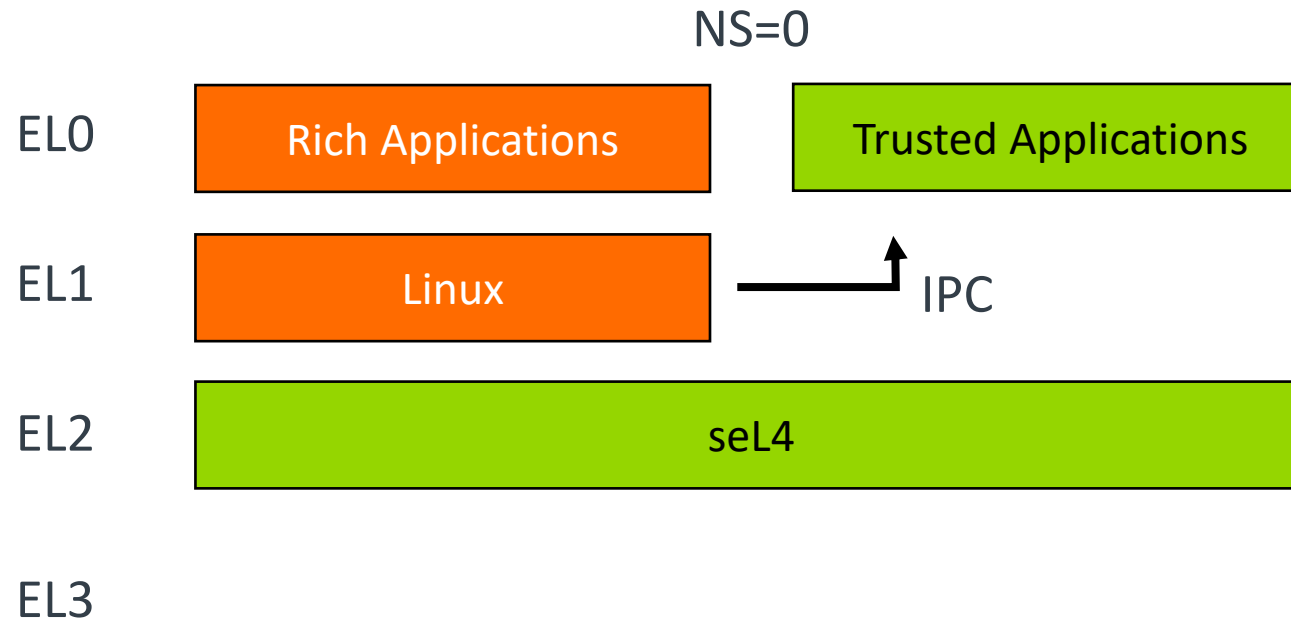 NS=0
EL0
Rich Applications
Trusted Applications
EL1
Linux
IPC
EL2
seL4
EL3